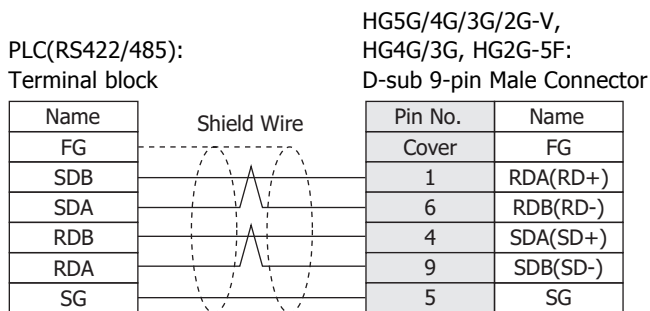 HG5G/4G/3G/2G-V,
PLC(RS422/485): HG4G/3G, HG2G-5F:
Terminal block D-sub 9-pin Male Connector
Name Shield Wire Pin No. Name
FG Cover FG
SDB 1 RDA(RD+)
SDA 6 RDB(RD-)
RDB 4 SDA(SD+)
RDA 9 SDB(SD-)
SG 5 SG